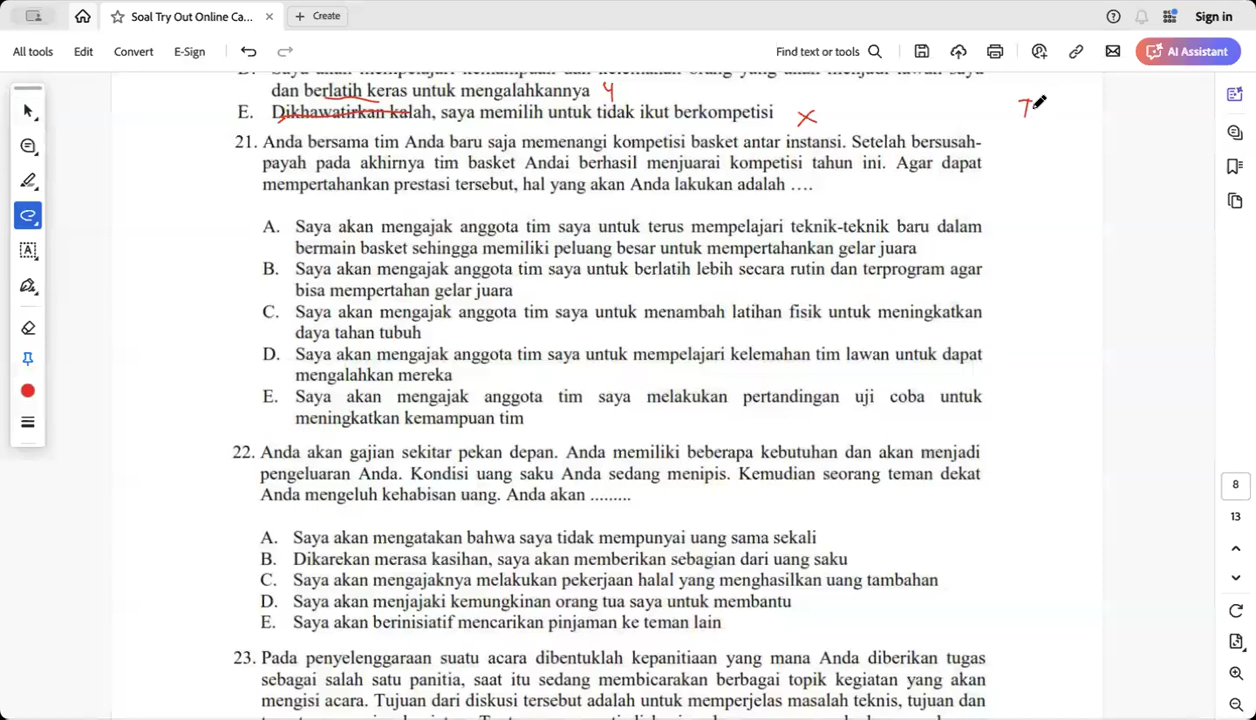 Soal Try Out Online Ca...
Create
Sign in
All tools Edit Convert E-Sign
Find text or tools
AI Assistant
dan berlatih keras untuk mengalahkannya 4
E. Dikhawatirkan kalah, saya memilih untuk tidak ikut berkompetisi X
T
21. Anda bersama tim Anda baru saja memenangi kompetisi basket antar instansi. Setelah bersusah-
payah pada akhirnya tim basket Andai berhasil menjuarai kompetisi tahun ini. Agar dapat
mempertahankan prestasi tersebut, hal yang akan Anda lakukan adalah ....
A. Saya akan mengajak anggota tim saya untuk terus mempelajari teknik-teknik baru dalam
bermain basket sehingga memiliki peluang besar untuk mempertahankan gelar juara
B. Saya akan mengajak anggota tim saya untuk berlatih lebih secara rutin dan terprogram agar
bisa mempertahan gelar juara
C. Saya akan mengajak anggota tim saya untuk menambah latihan fisik untuk meningkatkan
daya tahan tubuh
D. Saya akan mengajak anggota tim saya untuk mempelajari kelemahan tim lawan untuk dapat
mengalahkan mereka
E. Saya akan mengajak anggota tim saya melakukan pertandingan uji coba untuk
meningkatkan kemampuan tim
22. Anda akan gajian sekitar pekan depan. Anda memiliki beberapa kebutuhan dan akan menjadi
pengeluaran Anda. Kondisi uang saku Anda sedang menipis. Kemudian seorang teman dekat
Anda mengeluh kehabisan uang. Anda akan .........
A. Saya akan mengatakan bahwa saya tidak mempunyai uang sama sekali
B. Dikarekan merasa kasihan, saya akan memberikan sebagian dari uang saku
C. Saya akan mengajaknya melakukan pekerjaan halal yang menghasilkan uang tambahan
D. Saya akan menjajaki kemungkinan orang tua saya untuk membantu
E. Saya akan berinisiatif mencarikan pinjaman ke teman lain
23. Pada penyelenggaraan suatu acara dibentuklah kepanitiaan yang mana Anda diberikan tugas
sebagai salah satu panitia, saat itu sedang membicarakan berbagai topik kegiatan yang akan
mengisi acara. Tujuan dari diskusi tersebut adalah untuk memperjelas masalah teknis, tujuan dan
8
13